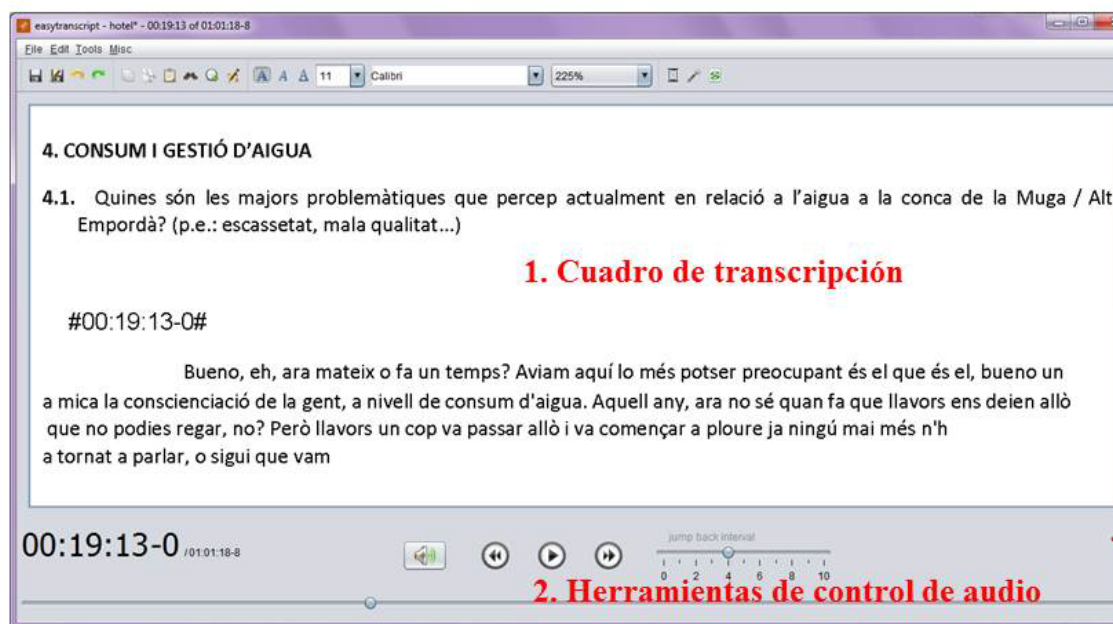 easytranscript - hotel* - 00:19:13 of 01:01:18-8
File Edit Tools Misc
A A A 11 Calibri 225%
4. CONSUM I GESTIÓ D'AIGUA
4.1. Quines són les majors problemàtiques que percep actualment en relació a l'aigua a la conca de la Muga / Alt
Empordà? (p.e.: escassetat, mala qualitat...)
1. Cuadro de transcripción
#00:19:13-0#
Bueno, eh, ara mateix o fa un temps? Aviam aquí lo més potser preocupant és el que és el, bueno un
a mica la conscienciació de la gent, a nivell de consum d'aigua. Aquell any, ara no sé quan fa que llavors ens deien allò
que no podies regar, no? Però llavors un cop va passar allò i va començar a ploure ja ningú mai més n'h
a tornat a parlar, o sigui que vam
00:19:13-0 /01:01:18-8
jump back interval
0 2 4 6 8 10
2. Herramientas de control de audio